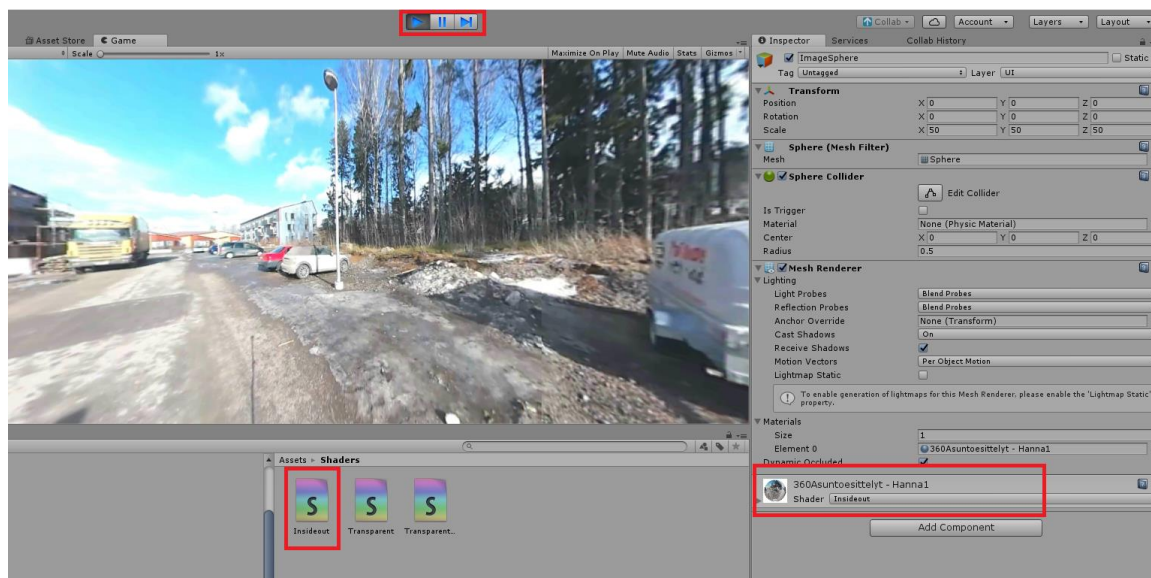 Collab
Account
Layers
Layout
Asset Store
Game
Scale
1x
Maximize On Play
Mute Audio
Stats
Gizmos
Inspector
Services
Collab History
ImageSphere
Static
Tag Untagged
Layer UI
Transform
Position X 0 Y 0 Z 0
Rotation X 0 Y 0 Z 0
Scale X 50 Y 50 Z 50
Sphere (Mesh Filter)
Mesh Sphere
Sphere Collider
Edit Collider
Is Trigger
Material None (Physic Material)
Center X 0 Y 0 Z 0
Radius 0.5
Mesh Renderer
Lighting
Light Probes Blend Probes
Reflection Probes Blend Probes
Anchor Override None (Transform)
Cast Shadows On
Receive Shadows
Motion Vectors Per Object Motion
Lightmap Static
To enable generation of lightmaps for this Mesh Renderer, please enable the 'Lightmap Static'
property.
Materials
Size 1
Element 0 360Asuntoesittelyt - Hanna1
Dynamic Occluded
360Asuntoesittelyt - Hanna1
Shader Insideout
Add Component
Assets Shaders
S S S
Insideout Transparent Transparent..